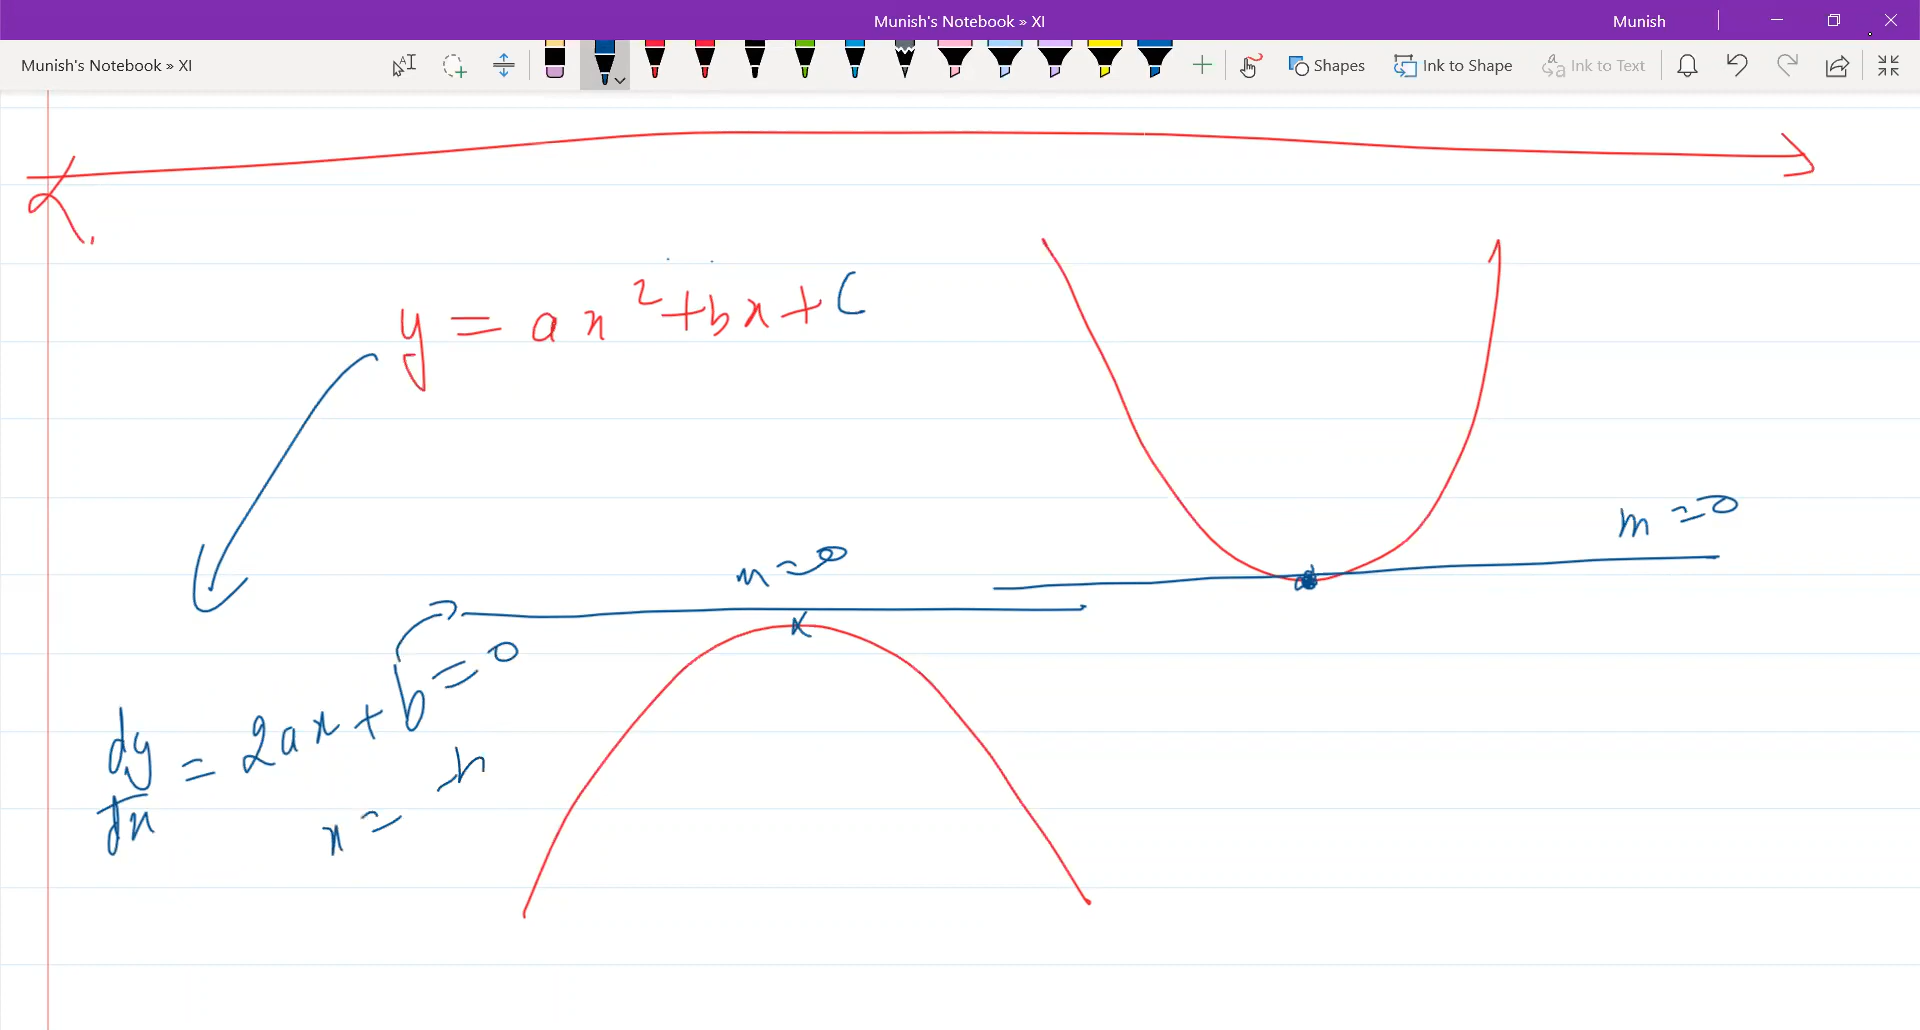 Munish's Notebook » XI
Munish
Munish's Notebook » XI
Shapes
Ink to Shape
Ink to Text
y = ax² + bx + c
m = 0
m = 0
dy/dx = 2ax + b = 0
x = -b